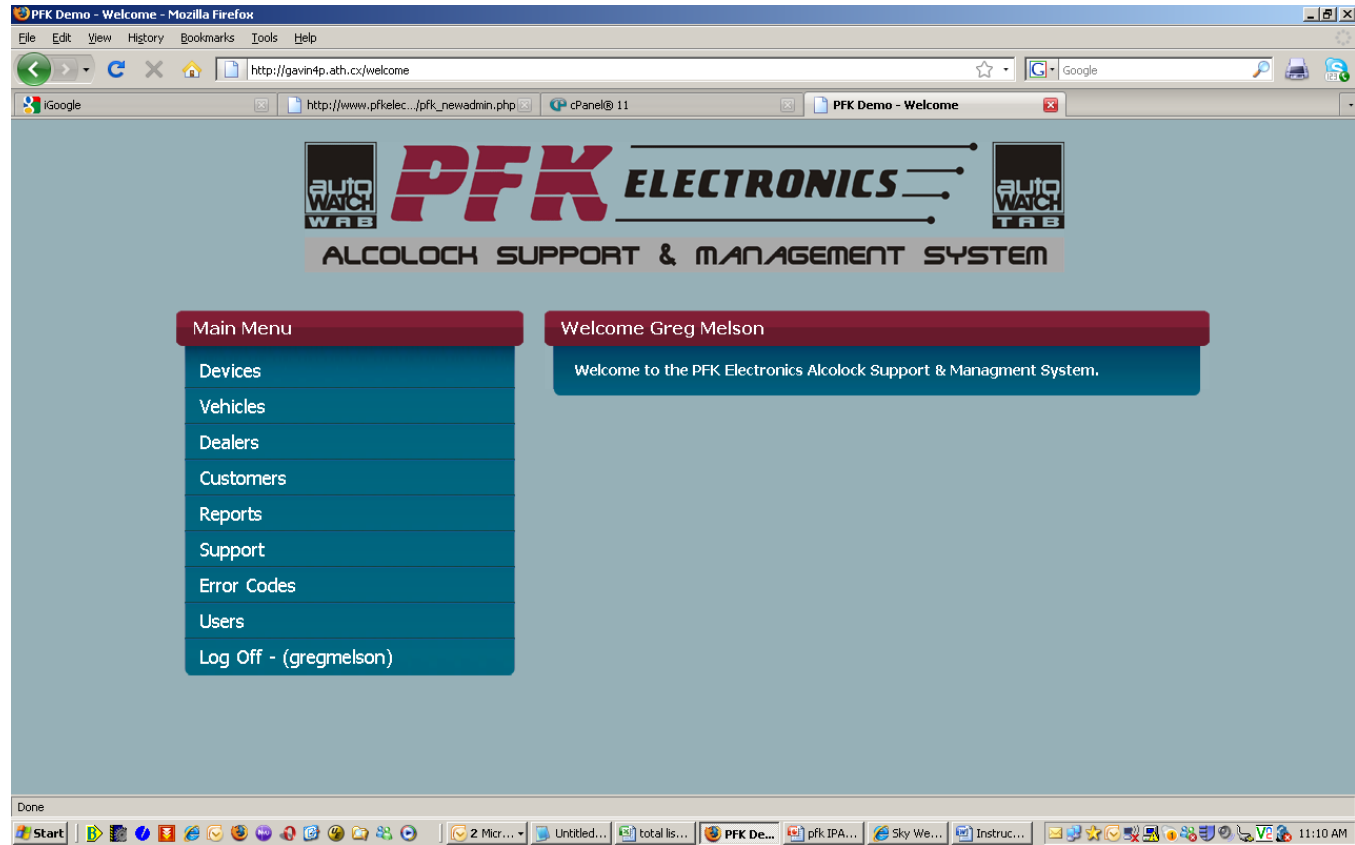 PFK Demo - Welcome - Mozilla Firefox
File Edit View History Bookmarks Tools Help
http://gavin4p.ath.cx/welcome
G Google
iGoogle
http://www.pfkelec.../pfk_newadmin.php
cPanel® 11
PFK Demo - Welcome
auto WATCH WAB
PFK ELECTRONICS
auto WATCH TAB
ALCOLOCK SUPPORT & MANAGEMENT SYSTEM
Main Menu
Devices
Vehicles
Dealers
Customers
Reports
Support
Error Codes
Users
Log Off - (gregmelson)
Welcome Greg Melson
Welcome to the PFK Electronics Alcolock Support & Managment System.
Done
Start
2 Micr...
Untitled...
total lis...
PFK De...
pfk IPA...
Sky We...
Instruc...
11:10 AM